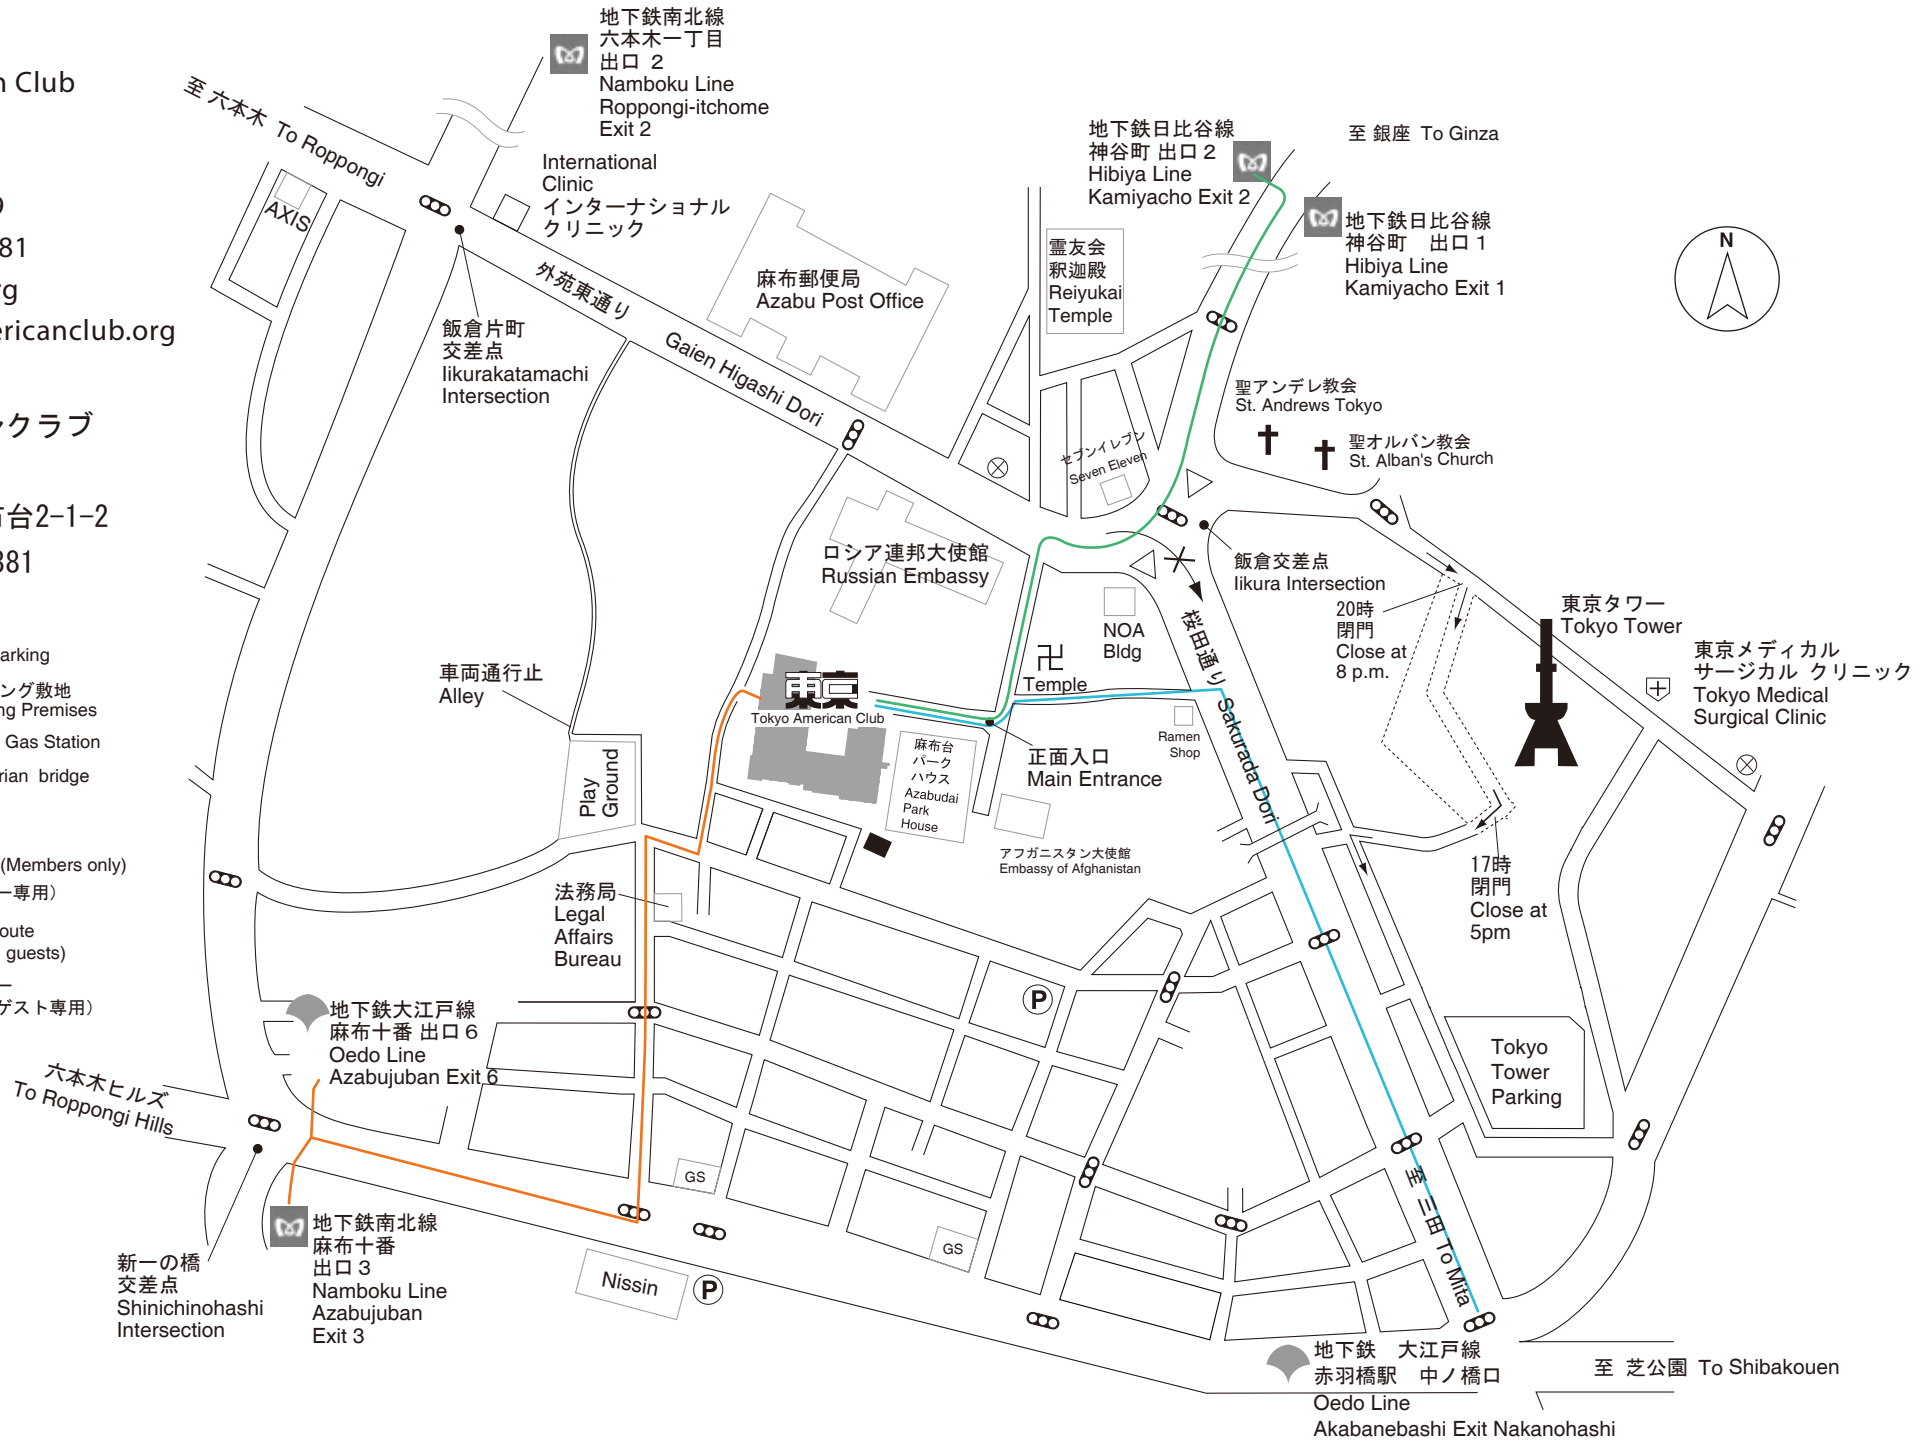 n Club
9
81
rg
ericanclub.org
ンクラブ
布台2-1-2
381
arking
ング敷地
ng Premises
Gas Station
rian bridge
(Members only)
ー専用）
oute
guests)
ー
ゲスト専用）
至 六本木 To Roppongi
AXIS
地下鉄南北線
六本木一丁目
出口 2
Namboku Line
Roppongi-itchome
Exit 2
International
Clinic
インターナショナル
クリニック
飯倉片町
交差点
Iikurakatamachi
Intersection
外苑東通り
Gaien Higashi Dori
麻布郵便局
Azabu Post Office
地下鉄日比谷線
神谷町 出口 2
Hibiya Line
Kamiyacho Exit 2
至 銀座 To Ginza
地下鉄日比谷線
神谷町 出口 1
Hibiya Line
Kamiyacho Exit 1
N
霊友会
釈迦殿
Reiyukai
Temple
聖アンデレ教会
St. Andrews Tokyo
聖オルバン教会
St. Alban's Church
セブンイレブン
Seven Eleven
ロシア連邦大使館
Russian Embassy
飯倉交差点
Iikura Intersection
20時
閉門
Close at
8 p.m.
東京タワー
Tokyo Tower
東京メディカル
サージカル クリニック
Tokyo Medical
Surgical Clinic
NOA
Bldg
卍
Temple
桜田通り Sakurada Dori
車両通行止
Alley
東京
Tokyo American Club
正面入口
Main Entrance
Ramen
Shop
麻布台
パーク
ハウス
Azabudai
Park
House
Play
Ground
アフガニスタン大使館
Embassy of Afghanistan
17時
閉門
Close at
5pm
法務局
Legal
Affairs
Bureau
地下鉄大江戸線
麻布十番 出口 6
Oedo Line
Azabujuban Exit 6
P
Tokyo
Tower
Parking
六本木ヒルズ
To Roppongi Hills
GS
GS
至 三田 To Mita
新一の橋
交差点
Shinichinohashi
Intersection
地下鉄南北線
麻布十番
出口 3
Namboku Line
Azabujuban
Exit 3
Nissin
P
地下鉄 大江戸線
赤羽橋駅 中ノ橋口
Oedo Line
Akabanebashi Exit Nakanohashi
至 芝公園 To Shibakouen